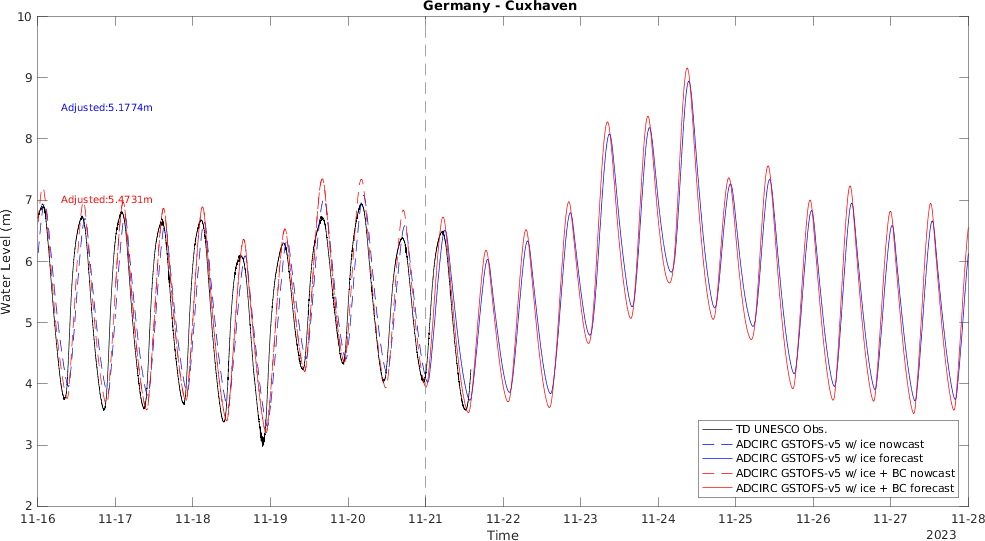 Germany - Cuxhaven
10
9
8
7
6
5
4
3
2
Water Level (m)
Adjusted:5.1774m
Adjusted:5.4731m
TD UNESCO Obs.
ADCIRC GSTOFS-v5 w/ ice nowcast
ADCIRC GSTOFS-v5 w/ ice forecast
ADCIRC GSTOFS-v5 w/ ice + BC nowcast
ADCIRC GSTOFS-v5 w/ ice + BC forecast
11-16 11-17 11-18 11-19 11-20 11-21 11-22 11-23 11-24 11-25 11-26 11-27 11-28
Time
2023